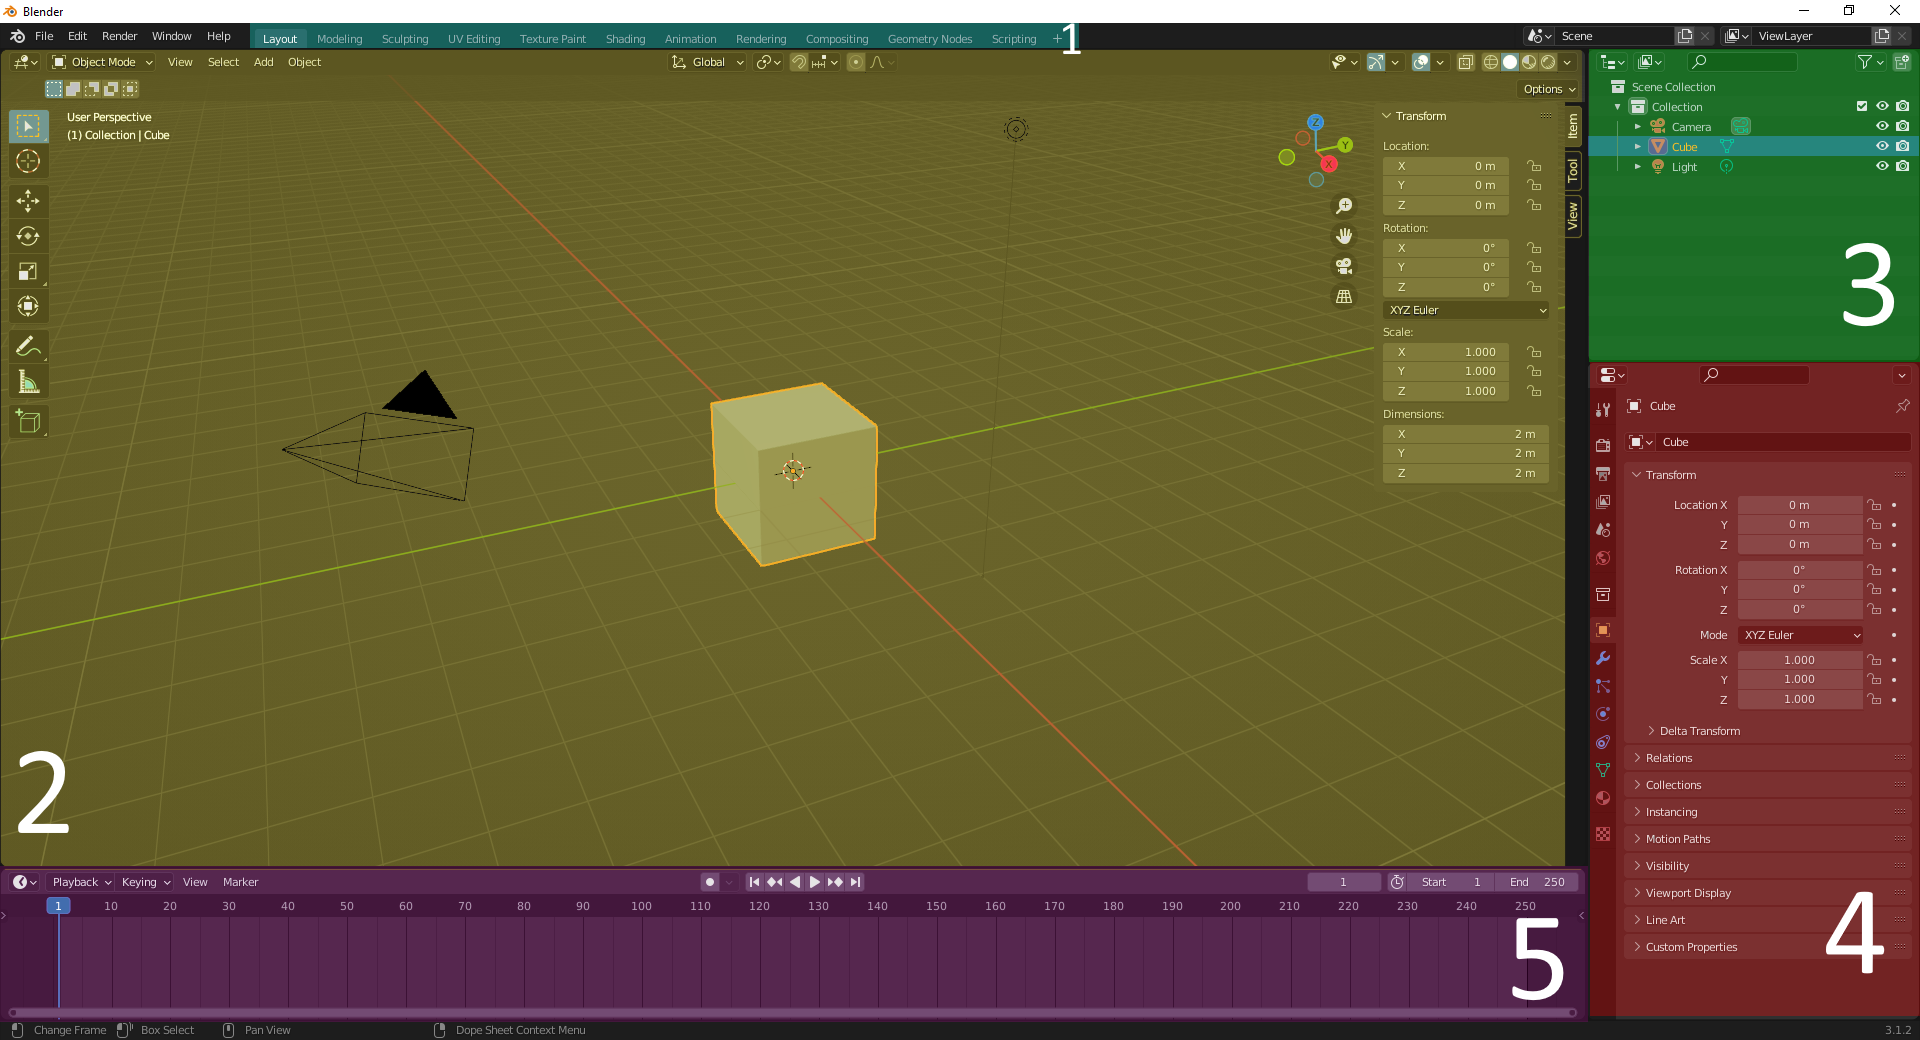 Blender
File Edit Render Window Help Layout Modeling Sculpting UV Editing Texture Paint Shading Animation Rendering Compositing Geometry Nodes Scripting + 1 Scene ViewLayer
Object Mode View Select Add Object Global
Options
User Perspective
(1) Collection | Cube
Z
Y
X
Transform
Location:
X 0 m
Y 0 m
Z 0 m
Rotation:
X 0°
Y 0°
Z 0°
XYZ Euler
Scale:
X 1.000
Y 1.000
Z 1.000
Dimensions:
X 2 m
Y 2 m
Z 2 m
Item
Tool
View
2
Scene Collection
Collection
Camera
Cube
Light
3
Cube
Cube
Transform
Location X 0 m
Y 0 m
Z 0 m
Rotation X 0°
Y 0°
Z 0°
Mode XYZ Euler
Scale X 1.000
Y 1.000
Z 1.000
Delta Transform
Relations
Collections
Instancing
Motion Paths
Visibility
Viewport Display
Line Art
Custom Properties
4
Playback Keying View Marker 1 Start 1 End 250
1 10 20 30 40 50 60 70 80 90 100 110 120 130 140 150 160 170 180 190 200 210 220 230 240 250
5
Change Frame Box Select Pan View Dope Sheet Context Menu 3.1.2